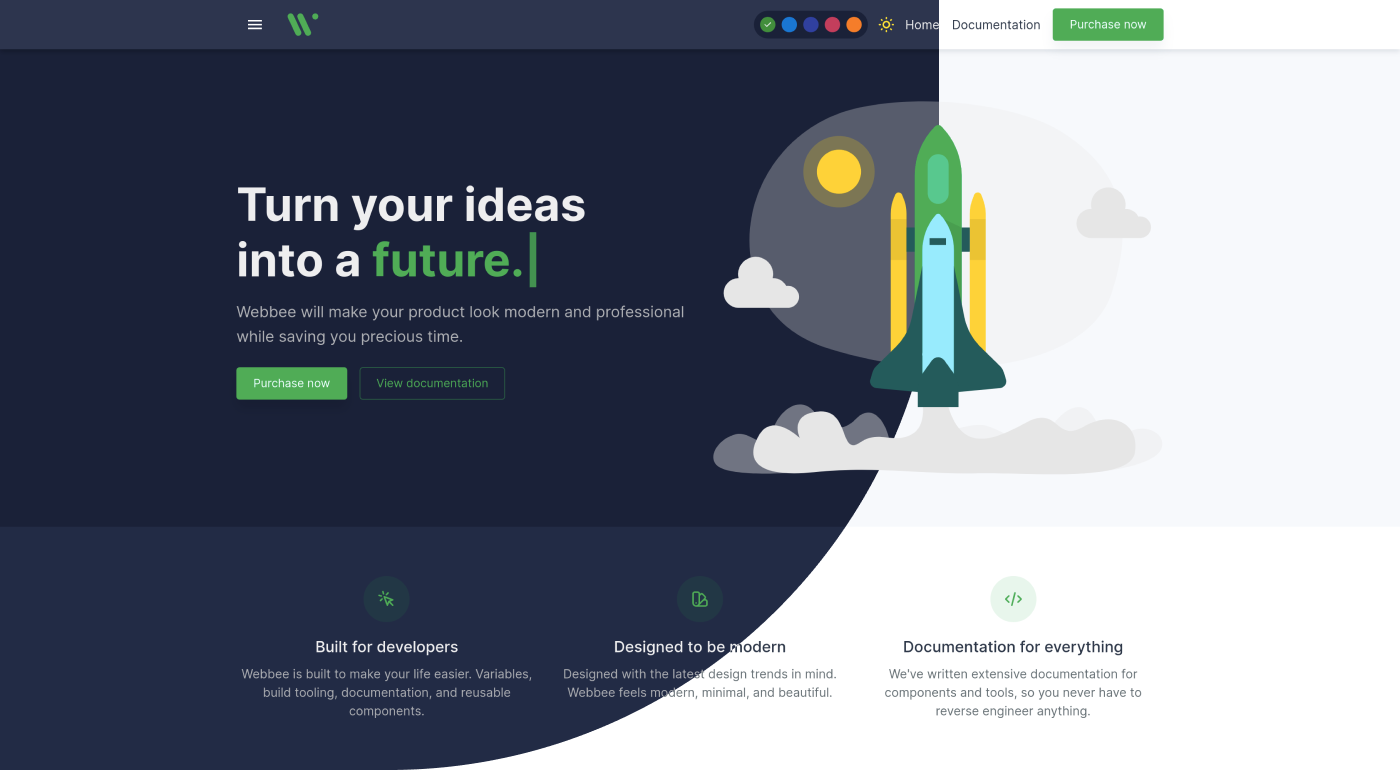 Home Documentation Purchase now
Turn your ideas
into a future.
Webbee will make your product look modern and professional
while saving you precious time.
Purchase now View documentation
Built for developers
Webbee is built to make your life easier. Variables,
build tooling, documentation, and reusable
components.
Designed to be modern
Designed with the latest design trends in mind.
Webbee feels modern, minimal, and beautiful.
Documentation for everything
We've written extensive documentation for
components and tools, so you never have to
reverse engineer anything.